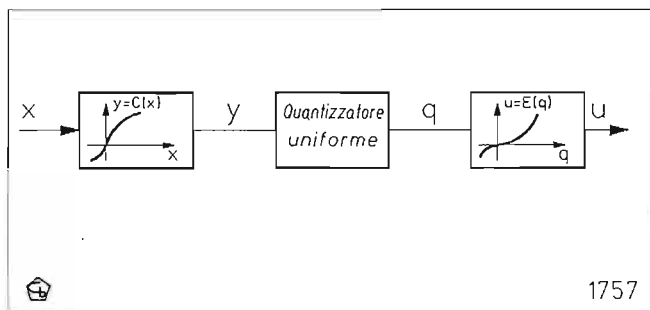 x
y=C(x)
x
y
Quantizzatore
uniforme
q
u=E(q)
q
u
1757